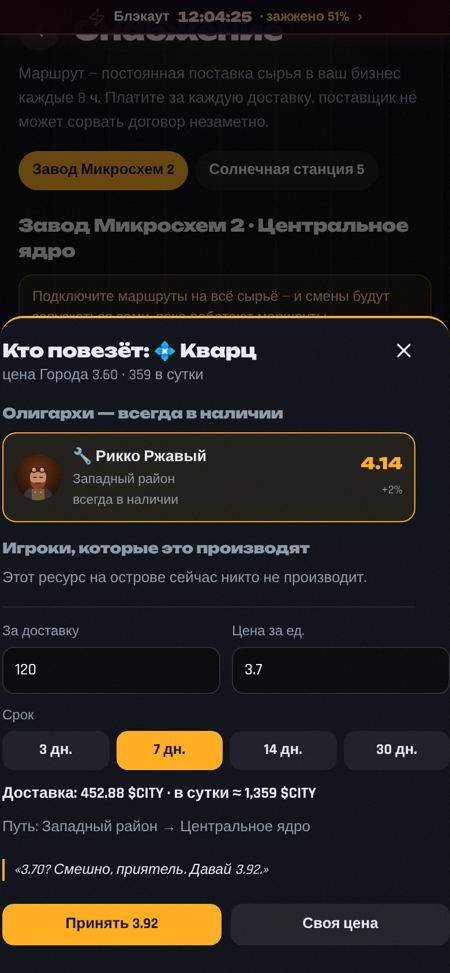 Блэкаут 12:04:25 · зажжено 51% ›
Снабжение
Маршрут – постоянная поставка сырья в ваш бизнес
каждые 8 ч. Платите за каждую доставку, поставщик не
может сорвать договор незаметно.
Завод Микросхем 2 Солнечная станция 5
Завод Микросхем 2 · Центральное
ядро
Подключите маршруты на всё сырьё – и смены будут
Кто повезёт: 💠 Кварц
цена Города 3.60 · 359 в сутки
Олигархи — всегда в наличии
🔧 Рикко Ржавый
4.14
Западный район
всегда в наличии
+2%
Игроки, которые это производят
Этот ресурс на острове сейчас никто не производит.
За доставку Цена за ед.
120 3.7
Срок
3 дн. 7 дн. 14 дн. 30 дн.
Доставка: 452.88 $CITY · в сутки ≈ 1,359 $CITY
Путь: Западный район → Центральное ядро
«3.70? Смешно, приятель. Давай 3.92.»
Принять 3.92 Своя цена